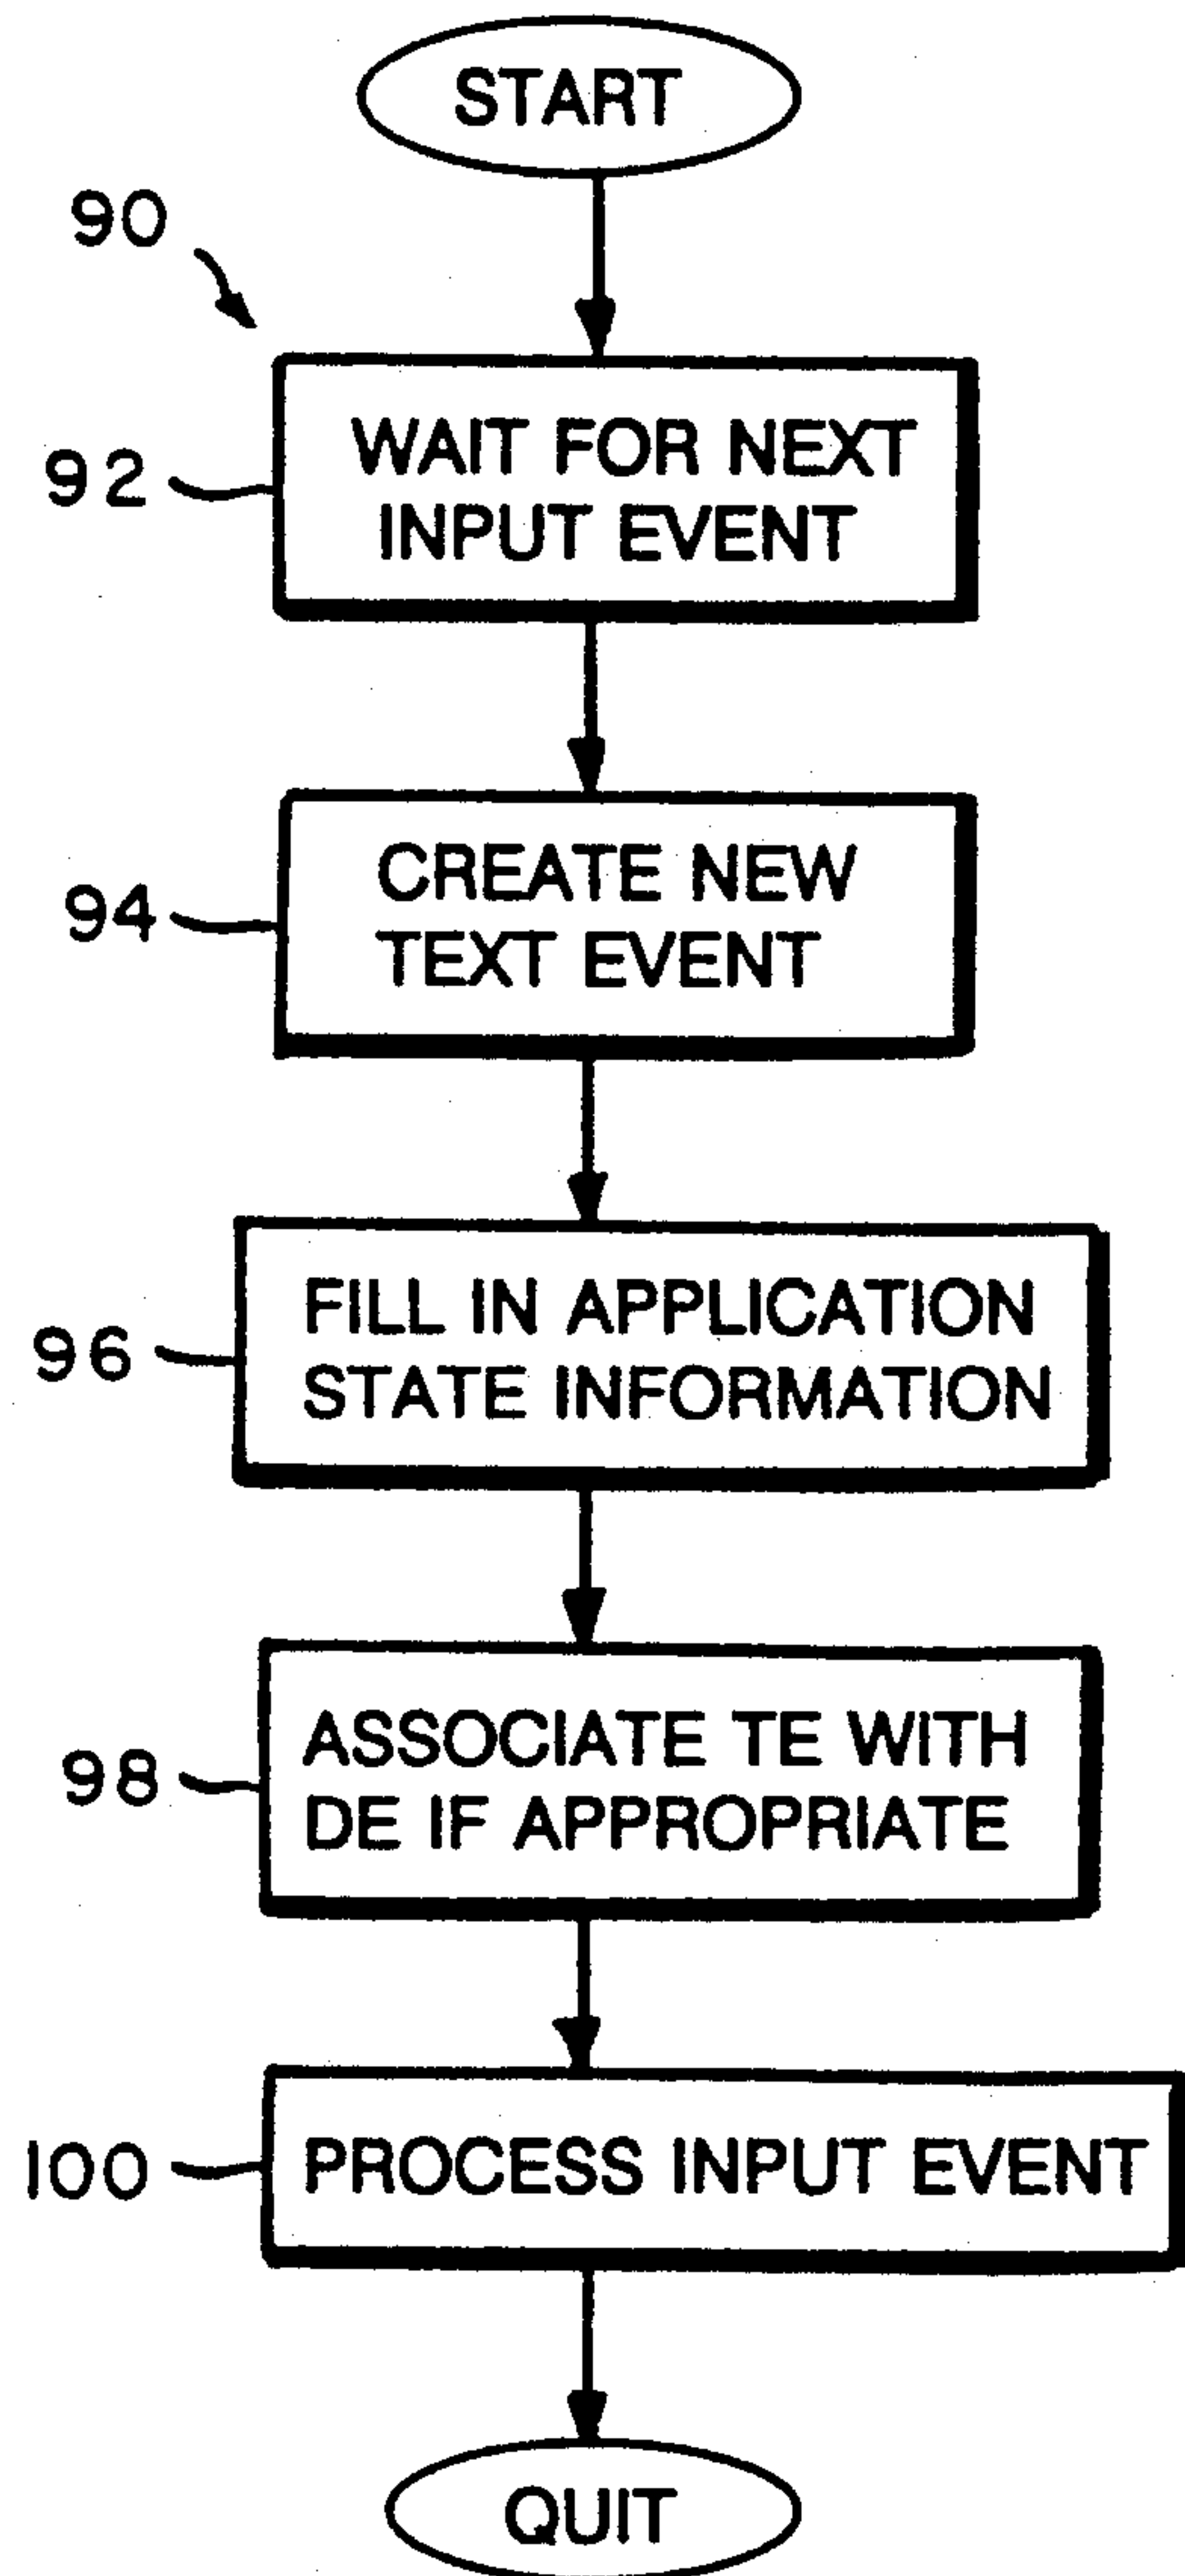 START
90
92
WAIT FOR NEXT
INPUT EVENT
94
CREATE NEW
TEXT EVENT
96
FILL IN APPLICATION
STATE INFORMATION
98
ASSOCIATE TE WITH
DE IF APPROPRIATE
100
PROCESS INPUT EVENT
QUIT